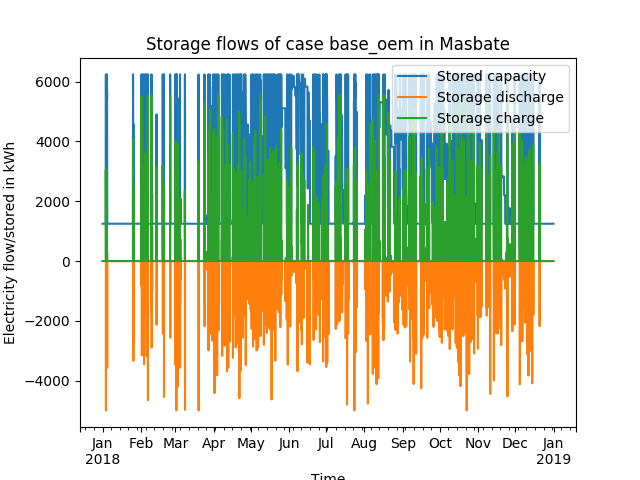 Storage flows of case base_oem in Masbate
Stored capacity
Storage discharge
Storage charge
Electricity flow/stored in kWh
6000
4000
2000
0
−2000
−4000
Jan Feb Mar Apr May Jun Jul Aug Sep Oct Nov Dec Jan
2018 2019
Time